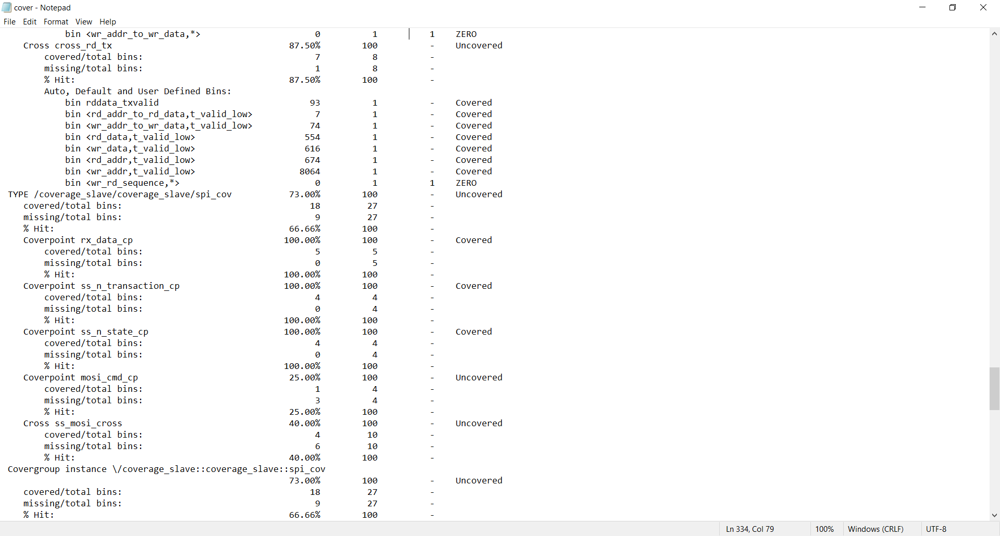 cover - Notepad
File Edit Format View Help
bin <wr_addr_to_wr_data,*> 0 1 1 ZERO
Cross cross_rd_tx 87.50% 100 - Uncovered
covered/total bins: 7 8 -
missing/total bins: 1 8 -
% Hit: 87.50% 100 -
Auto, Default and User Defined Bins:
bin rddata_txvalid 93 1 - Covered
bin <rd_addr_to_rd_data,t_valid_low> 7 1 - Covered
bin <wr_addr_to_wr_data,t_valid_low> 74 1 - Covered
bin <rd_data,t_valid_low> 554 1 - Covered
bin <wr_data,t_valid_low> 616 1 - Covered
bin <rd_addr,t_valid_low> 674 1 - Covered
bin <wr_addr,t_valid_low> 8064 1 - Covered
bin <wr_rd_sequence,*> 0 1 1 ZERO
TYPE /coverage_slave/coverage_slave/spi_cov 73.00% 100 - Uncovered
covered/total bins: 18 27 -
missing/total bins: 9 27 -
% Hit: 66.66% 100 -
Coverpoint rx_data_cp 100.00% 100 - Covered
covered/total bins: 5 5 -
missing/total bins: 0 5 -
% Hit: 100.00% 100 -
Coverpoint ss_n_transaction_cp 100.00% 100 - Covered
covered/total bins: 4 4 -
missing/total bins: 0 4 -
% Hit: 100.00% 100 -
Coverpoint ss_n_state_cp 100.00% 100 - Covered
covered/total bins: 4 4 -
missing/total bins: 0 4 -
% Hit: 100.00% 100 -
Coverpoint mosi_cmd_cp 25.00% 100 - Uncovered
covered/total bins: 1 4 -
missing/total bins: 3 4 -
% Hit: 25.00% 100 -
Cross ss_mosi_cross 40.00% 100 - Uncovered
covered/total bins: 4 10 -
missing/total bins: 6 10 -
% Hit: 40.00% 100 -
Covergroup instance \/coverage_slave::coverage_slave::spi_cov
73.00% 100 - Uncovered
covered/total bins: 18 27 -
missing/total bins: 9 27 -
% Hit: 66.66% 100 -
Ln 334, Col 79 100% Windows (CRLF) UTF-8